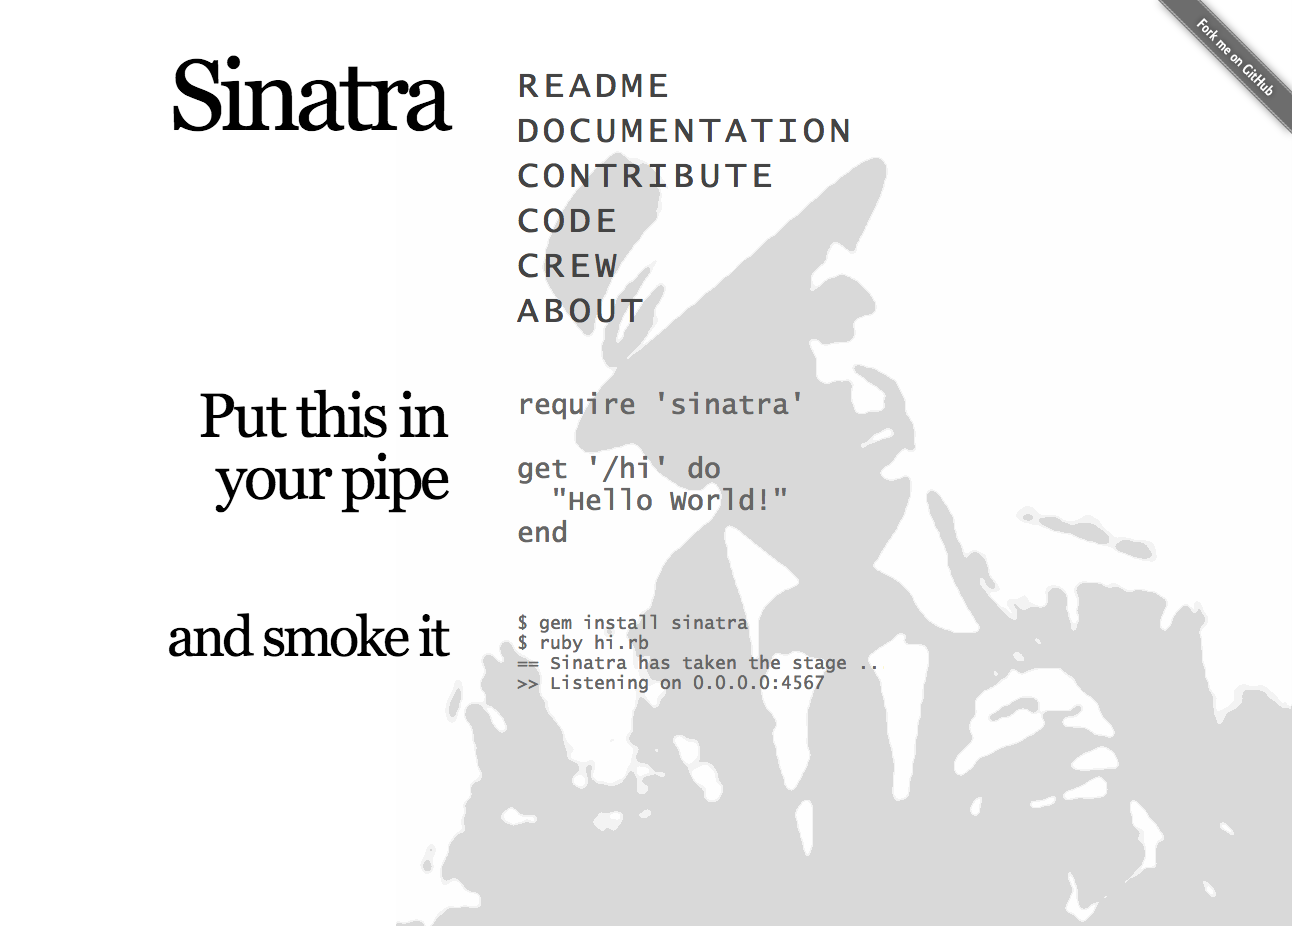 Sinatra
README
DOCUMENTATION
CONTRIBUTE
CODE
CREW
ABOUT
Fork me on GitHub
Put this in
your pipe
require 'sinatra'
get '/hi' do
  "Hello World!"
end
and smoke it
$ gem install sinatra
$ ruby hi.rb
== Sinatra has taken the stage ..
>> Listening on 0.0.0.0:4567